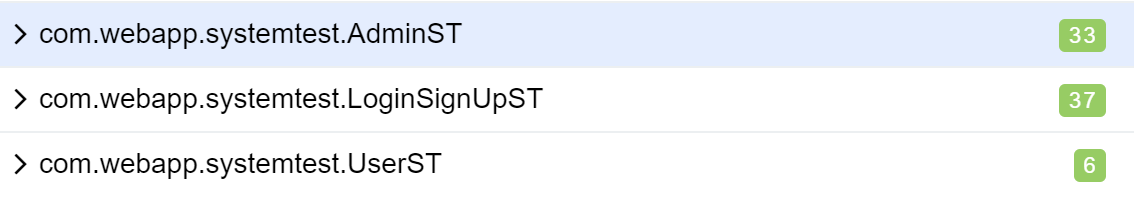 com.webapp.systemtest.AdminST 33
com.webapp.systemtest.LoginSignUpST 37
com.webapp.systemtest.UserST 6